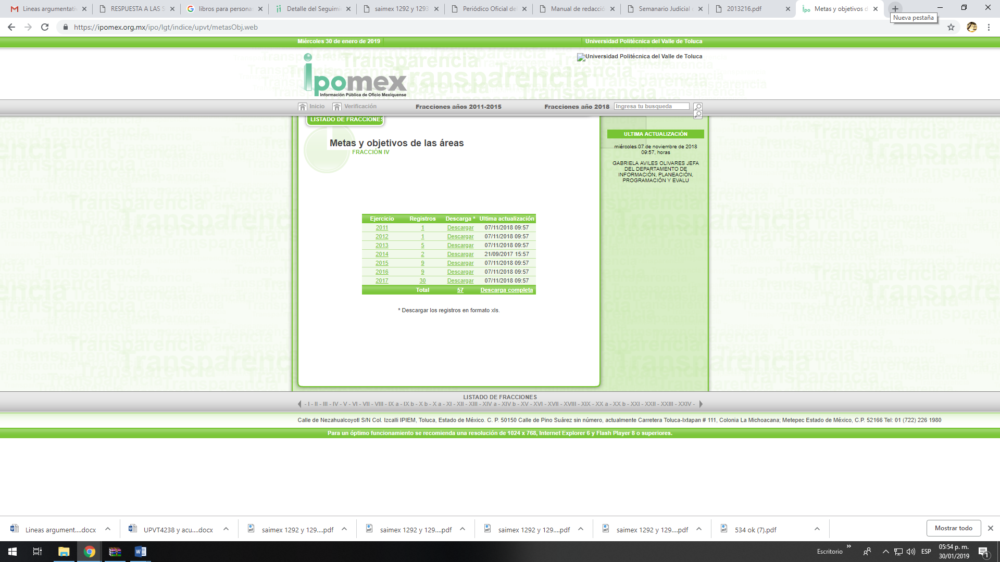 Lineas argumentativ
RESPUESTA A LAS S
libros para persona
Detalle del Seguimi
saimex 1292 y 1293
Periódico Oficial de
Manual de redacció
Semanario Judicial
2013216.pdf
Metas y objetivos d
Nueva pestaña
https://ipomex.org.mx/ipo/lgt/indice/upvt/metasObj.web
Miércoles 30 de enero de 2019
Universidad Politécnica del Valle de Toluca
Universidad Politécnica del Valle de Toluca
Transparencia
ipomex
Información Pública de Oficio Mexiquense
Inicio
Verificación
Fracciones años 2011-2015
Fracciones año 2018
Ingresa tu busqueda
LISTADO DE FRACCIONES
Metas y objetivos de las áreas
FRACCIÓN IV
ULTIMA ACTUALIZACIÓN
miércoles 07 de noviembre de 2018
09:57, horas
GABRIELA AVILES OLIVARES JEFA
DEL DEPARTAMENTO DE
INFORMACIÓN, PLANEACIÓN,
PROGRAMACIÓN Y EVALU
Ejercicio Registros Descarga * Ultima actualización
2011 1 Descargar 07/11/2018 09:57
2012 1 Descargar 07/11/2018 09:57
2013 5 Descargar 07/11/2018 09:57
2014 2 Descargar 21/09/2017 15:57
2015 9 Descargar 07/11/2018 09:57
2016 9 Descargar 07/11/2018 09:57
2017 30 Descargar 07/11/2018 09:57
Total 57 Descarga completa
* Descargar los registros en formato xls.
LISTADO DE FRACCIONES
- I - II - III - IV - V - VI - VII - VIII - IX a - IX b - X b - X a - XI - XII - XIII - XIV a - XIV b - XV - XVI - XVII - XVIII - XIX - XX a - XX b - XXI - XXII - XXIII - XXIV -
Calle de Nezahualcoyotl S/N Col. Izcalli IPIEM, Toluca, Estado de México. C. P. 50150 Calle de Pino Suárez sin número, actualmente Carretera Toluca-Ixtapan # 111, Colonia La Michoacana; Metepec Estado de México, C.P. 52166 Tel: 01 (722) 226 1980
Para un óptimo funcionamiento se recomienda una resolución de 1024 x 768, Internet Explorer 6 y Flash Player 8 o superiores.
Lineas argument....docx
UPVT4238 y acu....docx
saimex 1292 y 129....pdf
saimex 1292 y 129....pdf
saimex 1292 y 129....pdf
saimex 1292 y 129....pdf
534 ok (7).pdf
Mostrar todo
Escritorio
ESP
05:54 p. m.
30/01/2019
1